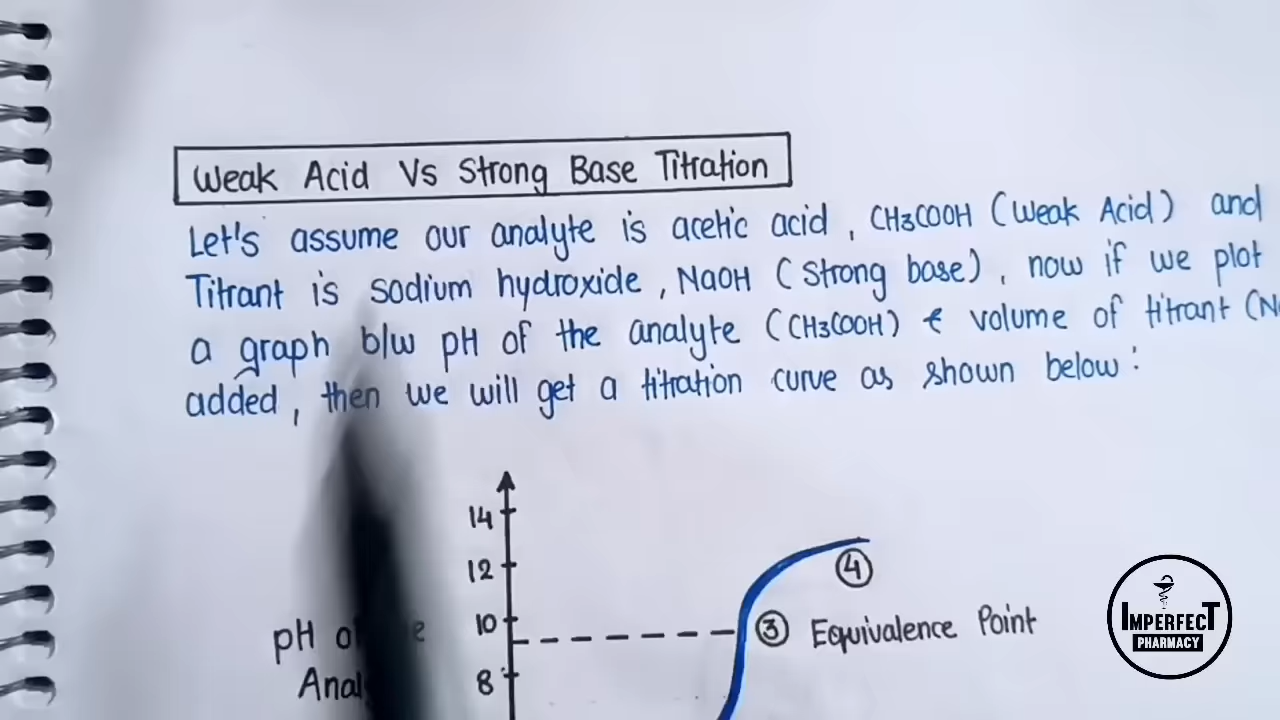 Weak Acid Vs Strong Base Titration
Let's assume our analyte is acetic acid, CH3COOH (Weak Acid) and
Titrant is sodium hydroxide, NaOH (Strong base), now if we plot
a graph b/w pH of the analyte (CH3COOH) & volume of titrant
added, then we will get a titration curve as shown below:
14
12
④
10
③ Equivalence Point
pH
8
IMPERFECT
PHARMACY